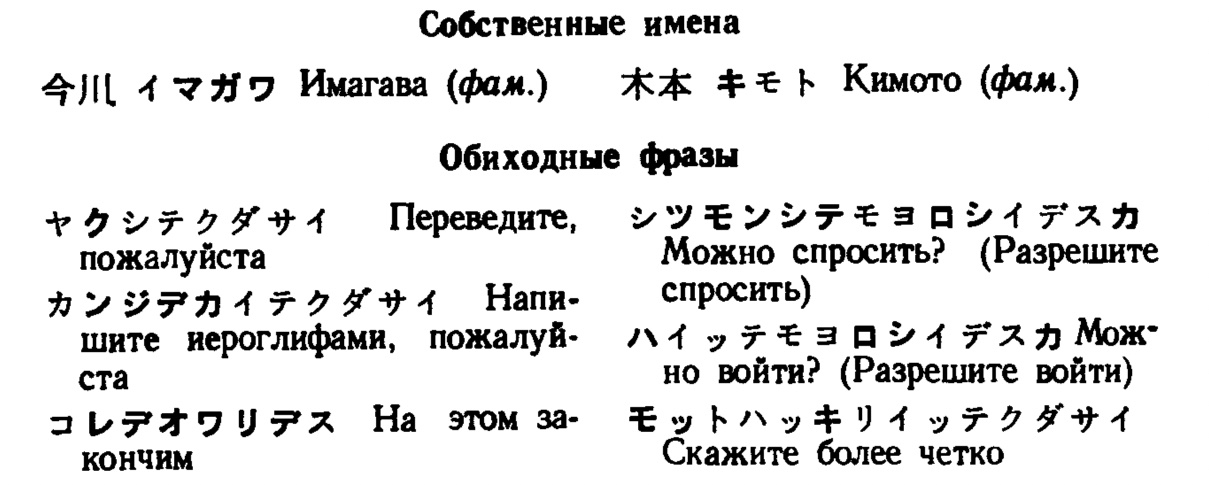 Собственные имена
今川 イマガワ Имагава (фам.)
木本 キモト Кимото (фам.)
Обиходные фразы
ヤクシテクダサイ Переведите,
пожалуйста
カンジデカイテクダサイ Напи-
шите иероглифами, пожалуй-
ста
コレデオワリデス На этом за-
кончим
シツモンシテモヨロシイデスカ
Можно спросить? (Разрешите
спросить)
ハイッテモヨロシイデスカ Мож-
но войти? (Разрешите войти)
モットハッキリイッテクダサイ
Скажите более четко